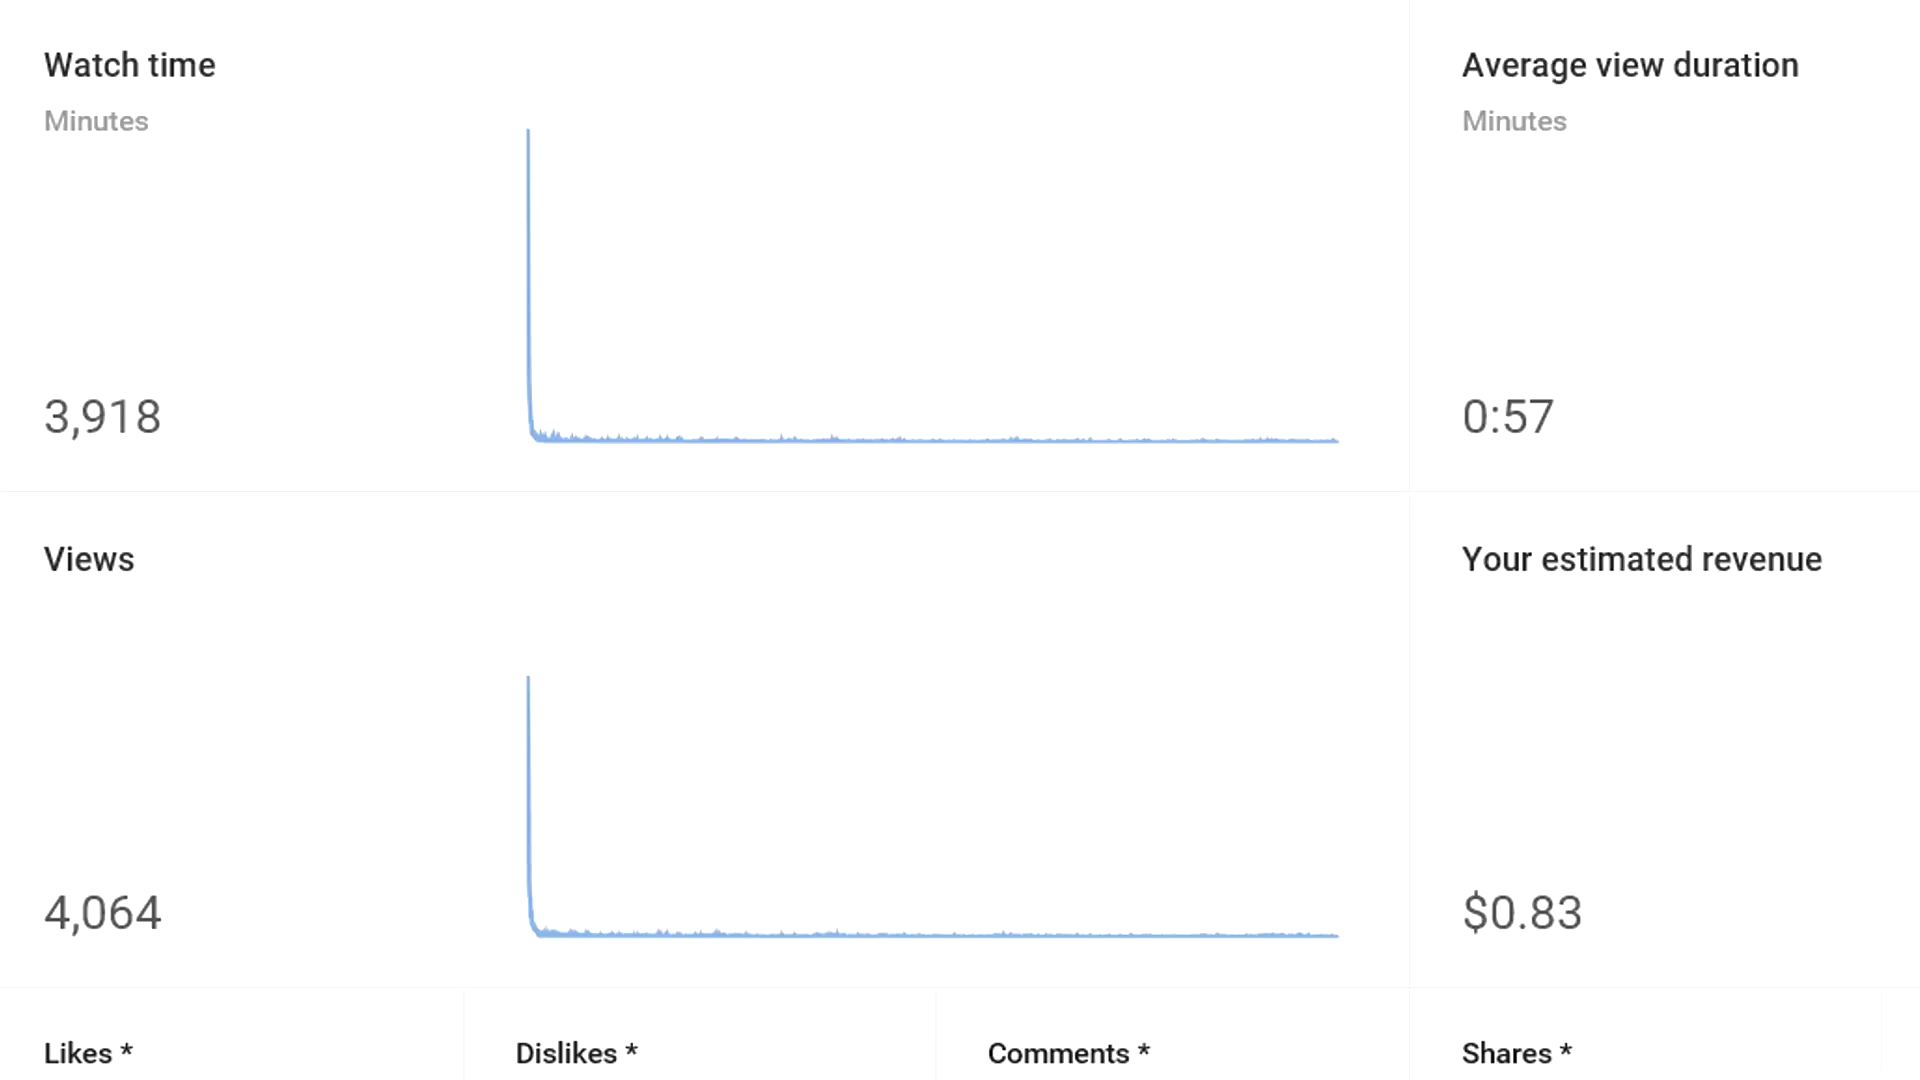 Watch time
Minutes
3,918
Average view duration
Minutes
0:57
Views
4,064
Your estimated revenue
$0.83
Likes *
Dislikes *
Comments *
Shares *